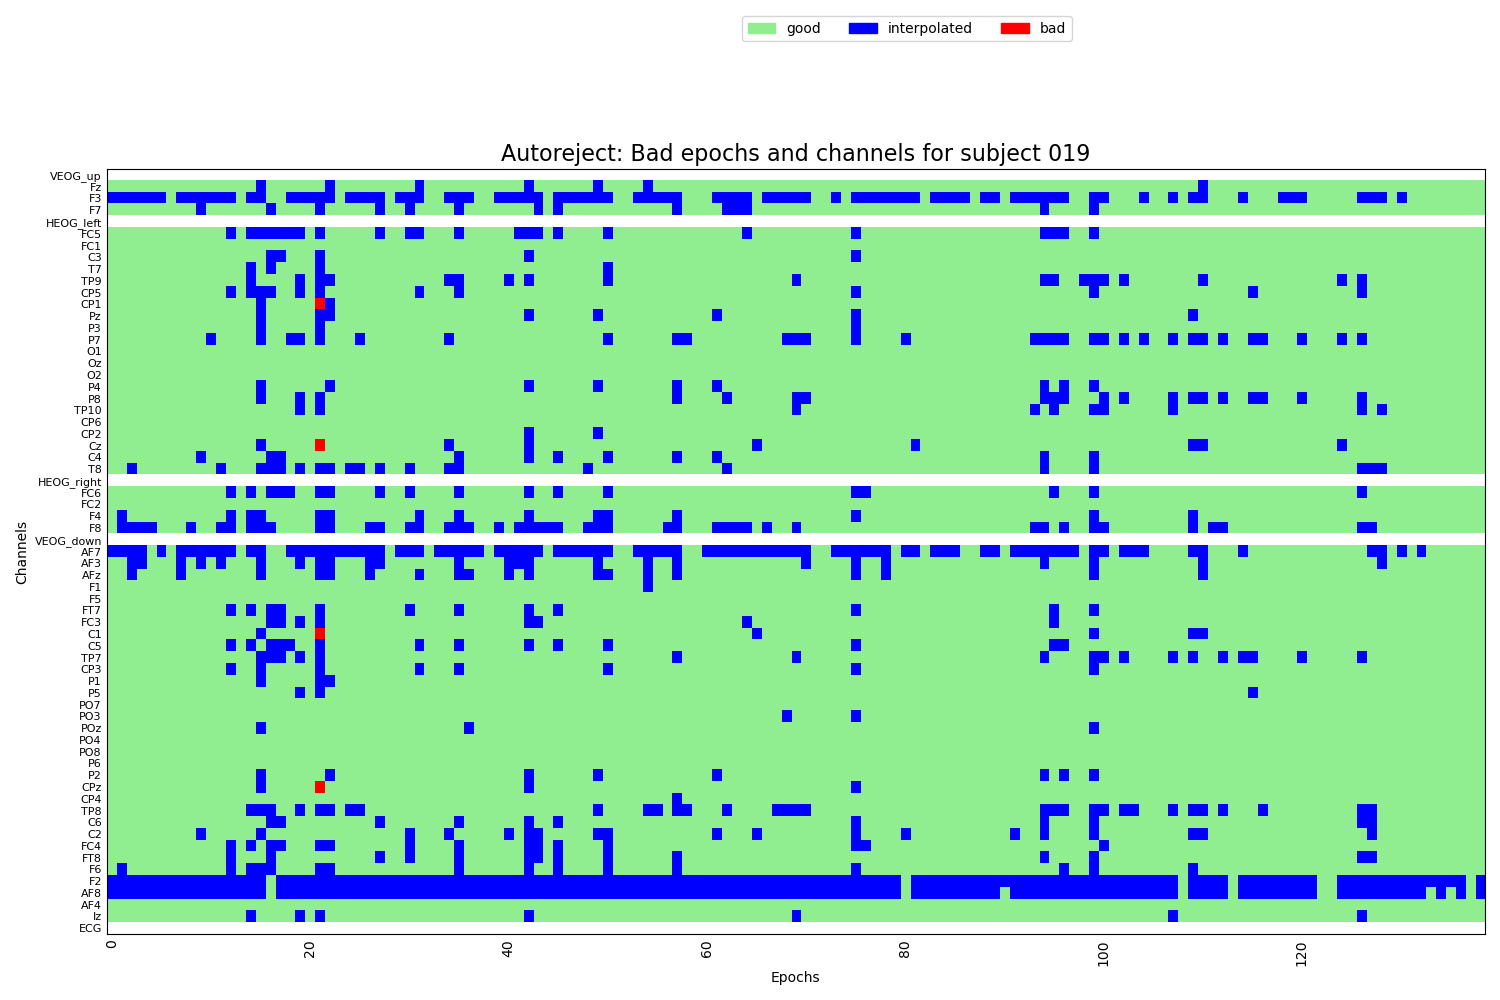 good interpolated bad
Autoreject: Bad epochs and channels for subject 019
VEOG_up
Fz
F3
F7
HEOG_left
FC5
FC1
C3
T7
TP9
CP5
CP1
Pz
P3
P7
O1
Oz
O2
P4
P8
TP10
CP6
CP2
Cz
C4
T8
HEOG_right
FC6
FC2
F4
F8
VEOG_down
AF7
AF3
AFz
F1
F5
FT7
FC3
C1
C5
TP7
CP3
P1
P5
PO7
PO3
POz
PO4
PO8
P6
P2
CPz
CP4
TP8
C6
C2
FC4
FT8
F6
F2
AF8
AF4
Iz
ECG
Channels
0 20 40 60 80 100 120
Epochs